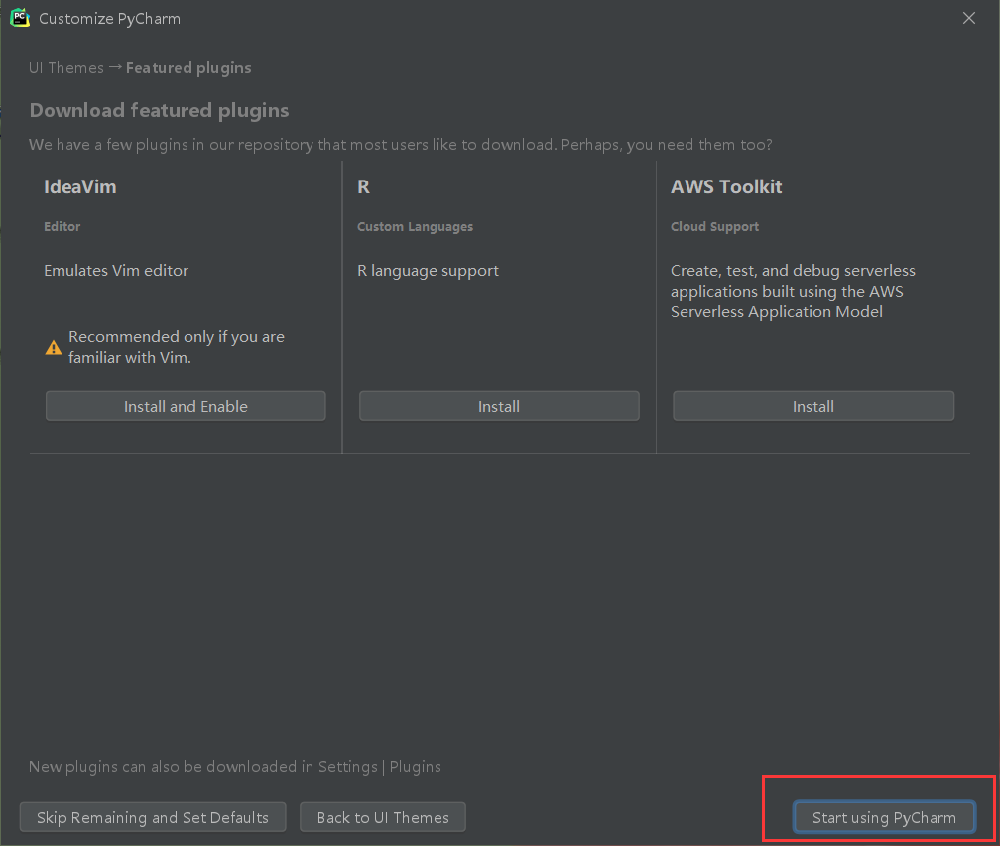 PC
Customize PyCharm
UI Themes → Featured plugins
Download featured plugins
We have a few plugins in our repository that most users like to download. Perhaps, you need them too?
IdeaVim
Editor
Emulates Vim editor
Recommended only if you are
familiar with Vim.
Install and Enable
R
Custom Languages
R language support
Install
AWS Toolkit
Cloud Support
Create, test, and debug serverless
applications built using the AWS
Serverless Application Model
Install
New plugins can also be downloaded in Settings | Plugins
Skip Remaining and Set Defaults
Back to UI Themes
Start using PyCharm